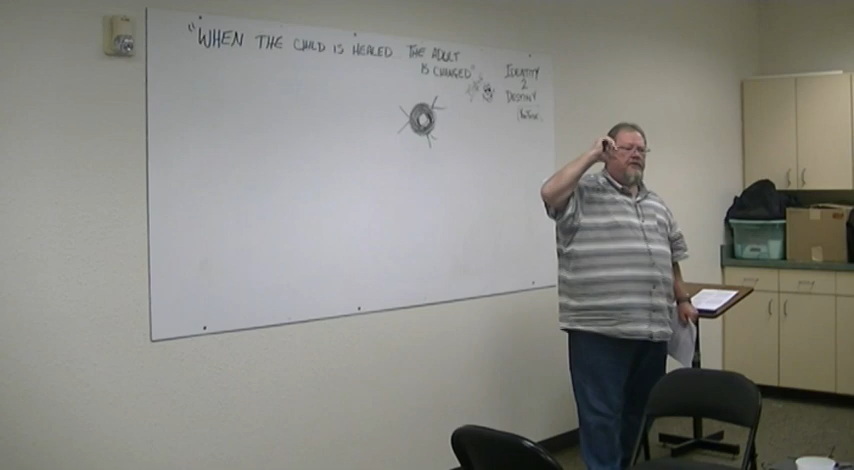 "WHEN THE CHILD IS HEALED THE ADULT
IS CHANGED"
IDENTITY
2
DESTINY